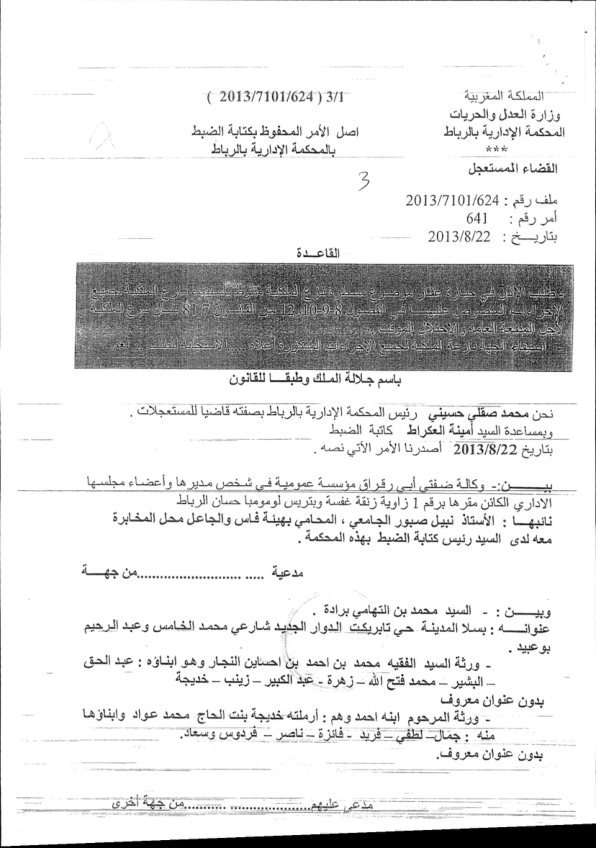 المملكة المغربية
وزارة العدل والحريات
المحكمة الإدارية بالرباط
***
القضاء المستعجل
( 2013/7101/624 ) 3/1
اصل الأمر المحفوظ بكتابة الضبط
بالمحكمة الإدارية بالرباط
3
ملف رقم : 2013/7101/624
أمر رقم : 641
بتاريخ : 2013/8/22
القاعدة
باسم جلالة الملك وطبقا للقانون
نحن محمد صقلي حسيني رئيس المحكمة الإدارية بالرباط بصفته قاضيا للمستعجلات .
وبمساعدة السيد أمينة العكراط كاتبة الضبط
بتاريخ 2013/8/22 أصدرنا الأمر الآتي نصه .
بيــــن:- وكالة ضفتي أبي رقراق مؤسسة عمومية في شخص مديرها وأعضاء مجلسها
الاداري الكائن مقرها برقم 1 زاوية زنقة غفسة وبتريس لومومبا حسان الرباط
نائبهـا : الأستاذ نبيل صبور الجامعي ، المحامي بهيئة فاس والجاعل محل المخابرة
معه لدى السيد رئيس كتابة الضبط بهذه المحكمة .
مدعية ..... ...........................من جهـــة
وبيــــن : - السيد محمد بن التهامي برادة .
عنوانــــه : بسلا المدينة حي تابريكت الدوار الجديد شارعي محمد الخامس وعبد الرحيم
بوعبيد .
- ورثة السيد الفقيه محمد بن احمد بن احساين النجار وهو ابناؤه : عبد الحق
– البشير – محمد فتح الله – زهرة - عبد الكبير – زينب – خديجة
بدون عنوان معروف
- ورثة المرحوم ابنه احمد وهم : أرملته خديجة بنت الحاج محمد عواد وابناؤها
منه : جمال– لطفي – فريد - فائزة – ناصر – فردوس وسعاد.
بدون عنوان معروف.
مدعى عليهم.................... ...........من جهة أخرى